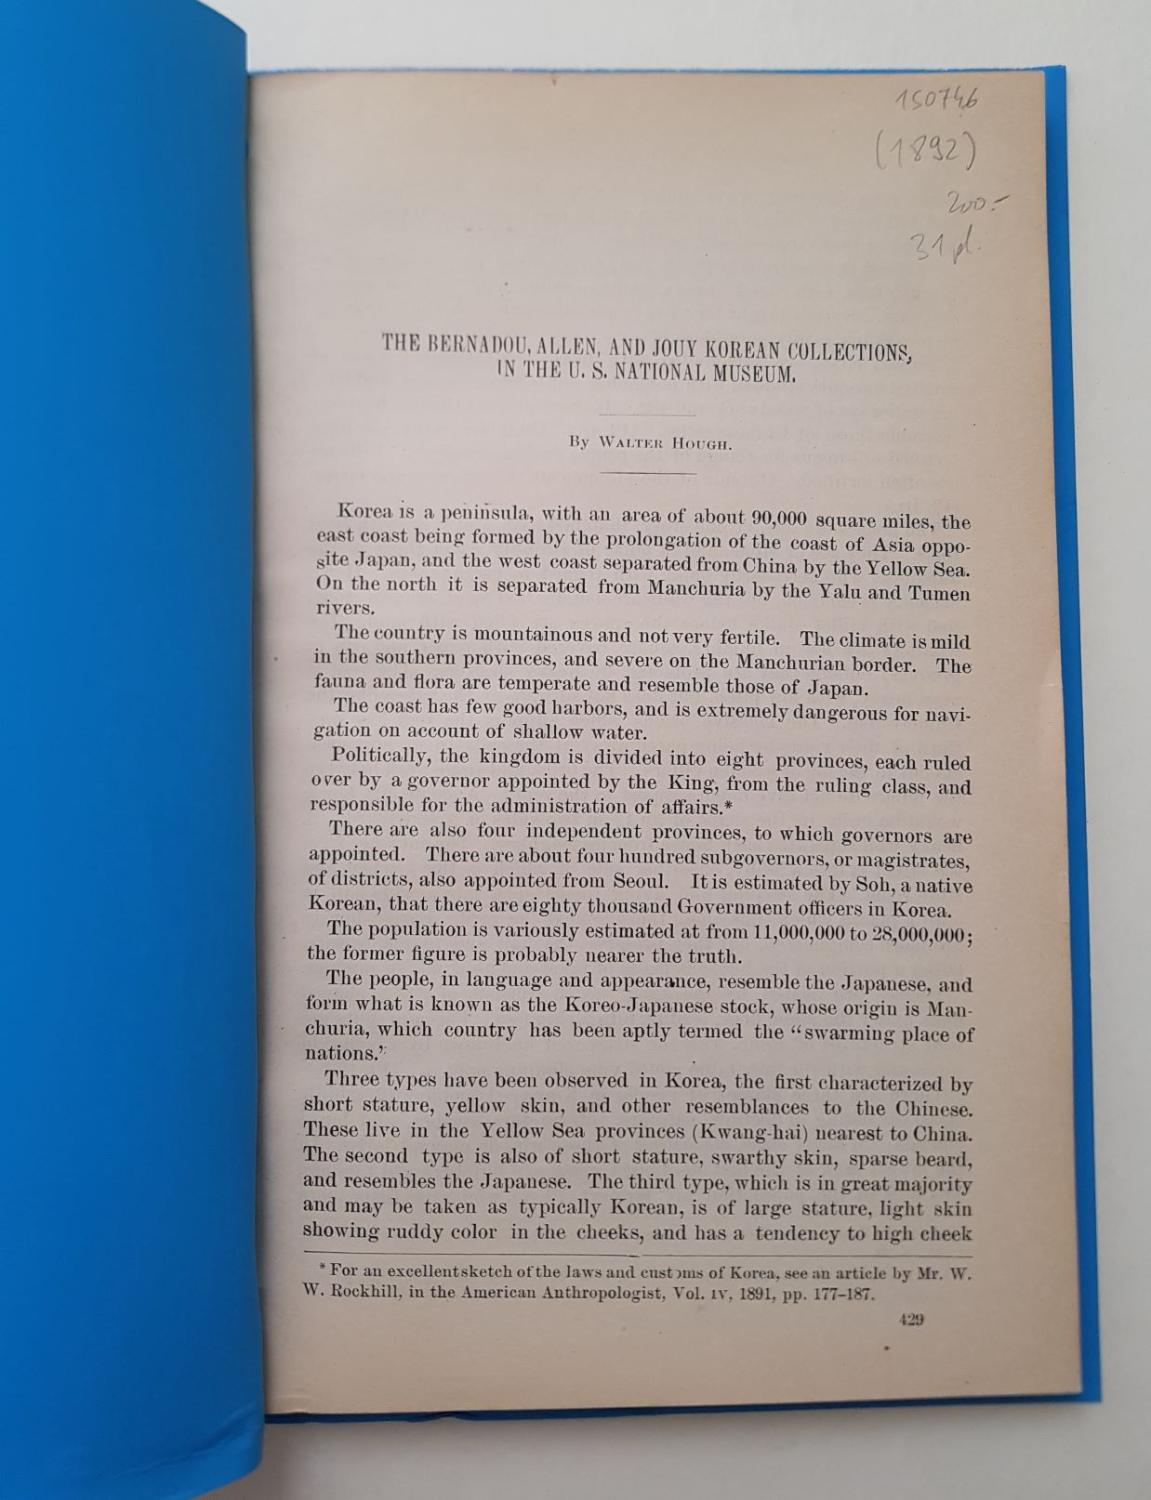 150746
(1892)
200.-
31 pl.
THE BERNADOU, ALLEN, AND JOUY KOREAN COLLECTIONS,
IN THE U. S. NATIONAL MUSEUM.
By WALTER HOUGH.
Korea is a peninsula, with an area of about 90,000 square miles, the
east coast being formed by the prolongation of the coast of Asia oppo-
site Japan, and the west coast separated from China by the Yellow Sea.
On the north it is separated from Manchuria by the Yalu and Tumen
rivers.
The country is mountainous and not very fertile. The climate is mild
in the southern provinces, and severe on the Manchurian border. The
fauna and flora are temperate and resemble those of Japan.
The coast has few good harbors, and is extremely dangerous for navi-
gation on account of shallow water.
Politically, the kingdom is divided into eight provinces, each ruled
over by a governor appointed by the King, from the ruling class, and
responsible for the administration of affairs.*
There are also four independent provinces, to which governors are
appointed. There are about four hundred subgovernors, or magistrates,
of districts, also appointed from Seoul. It is estimated by Soh, a native
Korean, that there are eighty thousand Government officers in Korea.
The population is variously estimated at from 11,000,000 to 28,000,000;
the former figure is probably nearer the truth.
The people, in language and appearance, resemble the Japanese, and
form what is known as the Koreo-Japanese stock, whose origin is Man-
churia, which country has been aptly termed the "swarming place of
nations."
Three types have been observed in Korea, the first characterized by
short stature, yellow skin, and other resemblances to the Chinese.
These live in the Yellow Sea provinces (Kwang-hai) nearest to China.
The second type is also of short stature, swarthy skin, sparse beard,
and resembles the Japanese. The third type, which is in great majority
and may be taken as typically Korean, is of large stature, light skin
showing ruddy color in the cheeks, and has a tendency to high cheek
* For an excellent sketch of the laws and customs of Korea, see an article by Mr. W.
W. Rockhill, in the American Anthropologist, Vol. IV, 1891, pp. 177-187.
429